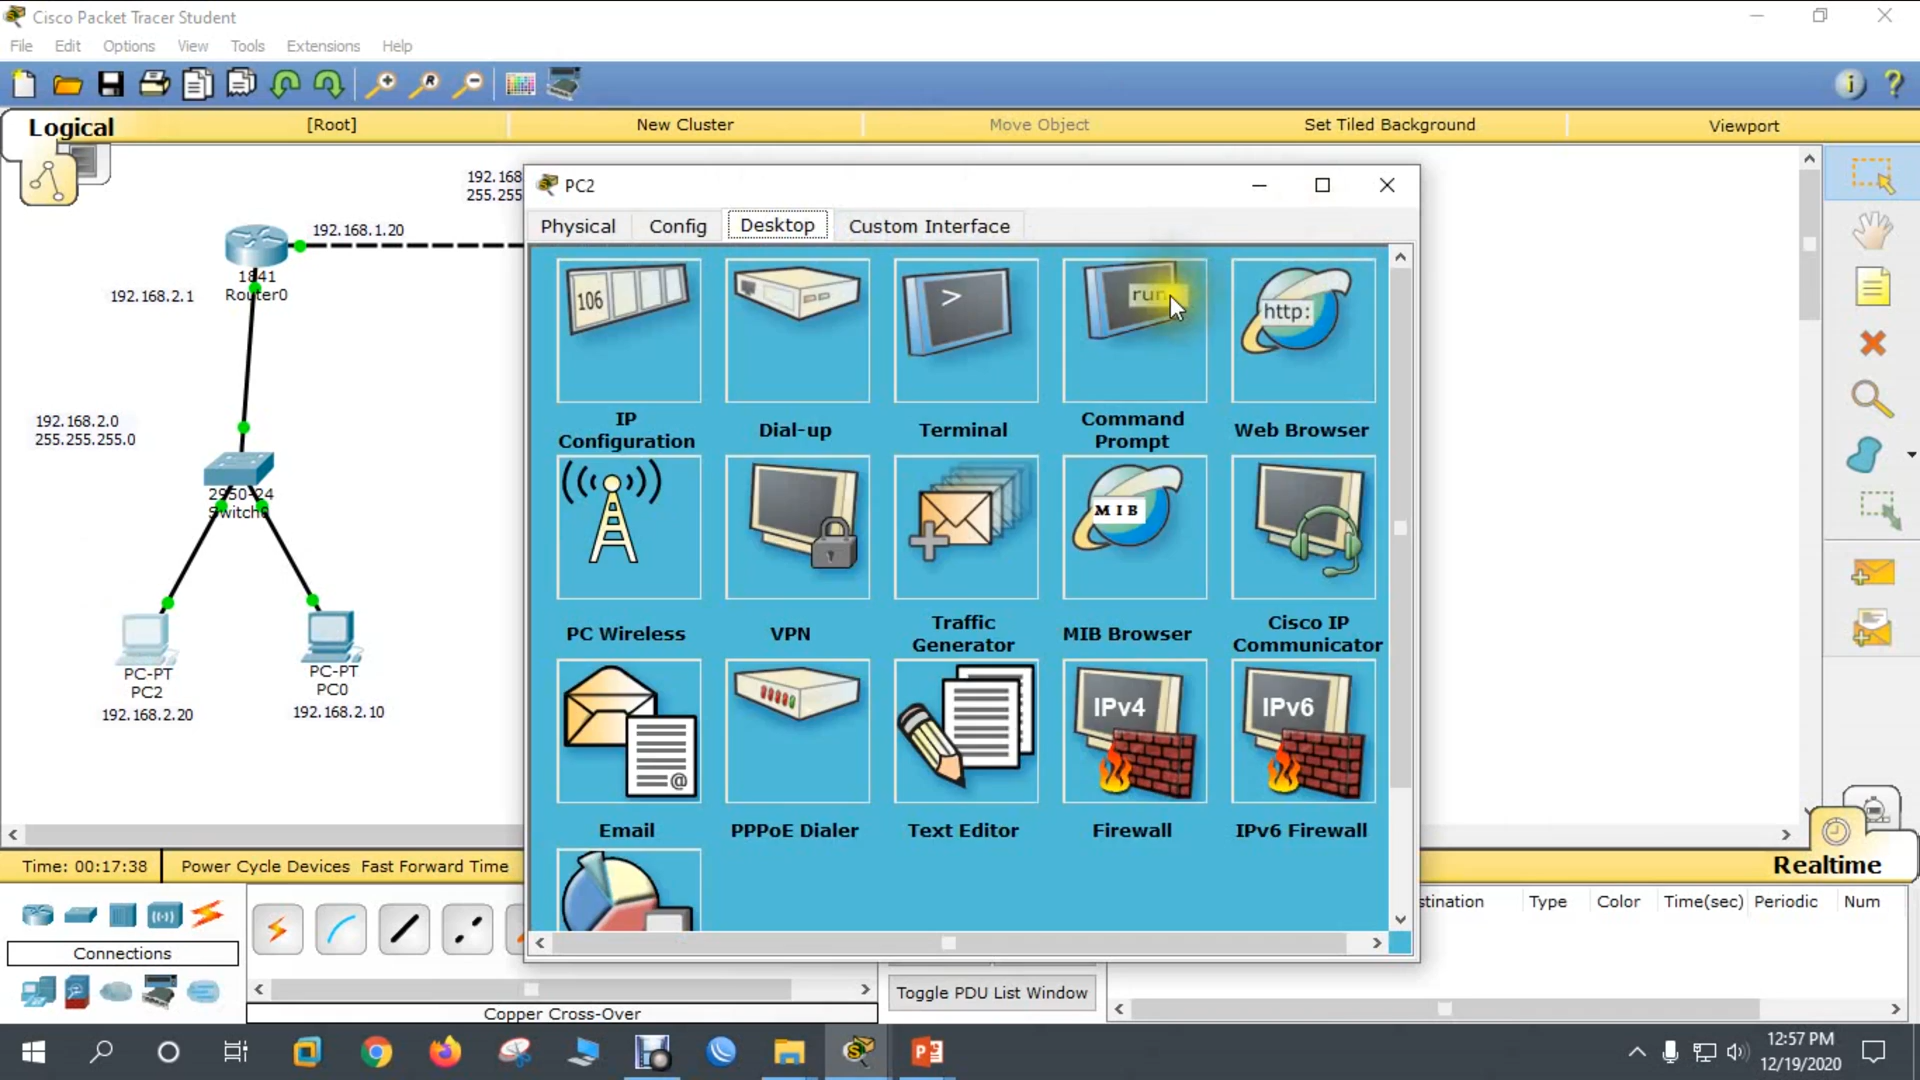 Cisco Packet Tracer Student
File Edit Options View Tools Extensions Help
R
i ?
Logical [Root] New Cluster Move Object Set Tiled Background Viewport
192.168
255.255
192.168.1.20
1841
Router0
192.168.2.1
192.168.2.0
255.255.255.0
2950-24
Switch0
PC-PT
PC2
192.168.2.20
PC-PT
PC0
192.168.2.10
PC2
Physical Config Desktop Custom Interface
106
>
run
http:
IP
Configuration
Dial-up
Terminal
Command
Prompt
Web Browser
MIB
PC Wireless
VPN
Traffic
Generator
MIB Browser
Cisco IP
Communicator
@
IPv4
IPv6
Email
PPPoE Dialer
Text Editor
Firewall
IPv6 Firewall
Time: 00:17:38 Power Cycle Devices Fast Forward Time
Realtime
Connections
Copper Cross-Over
Toggle PDU List Window
stination Type Color Time(sec) Periodic Num
12:57 PM
12/19/2020